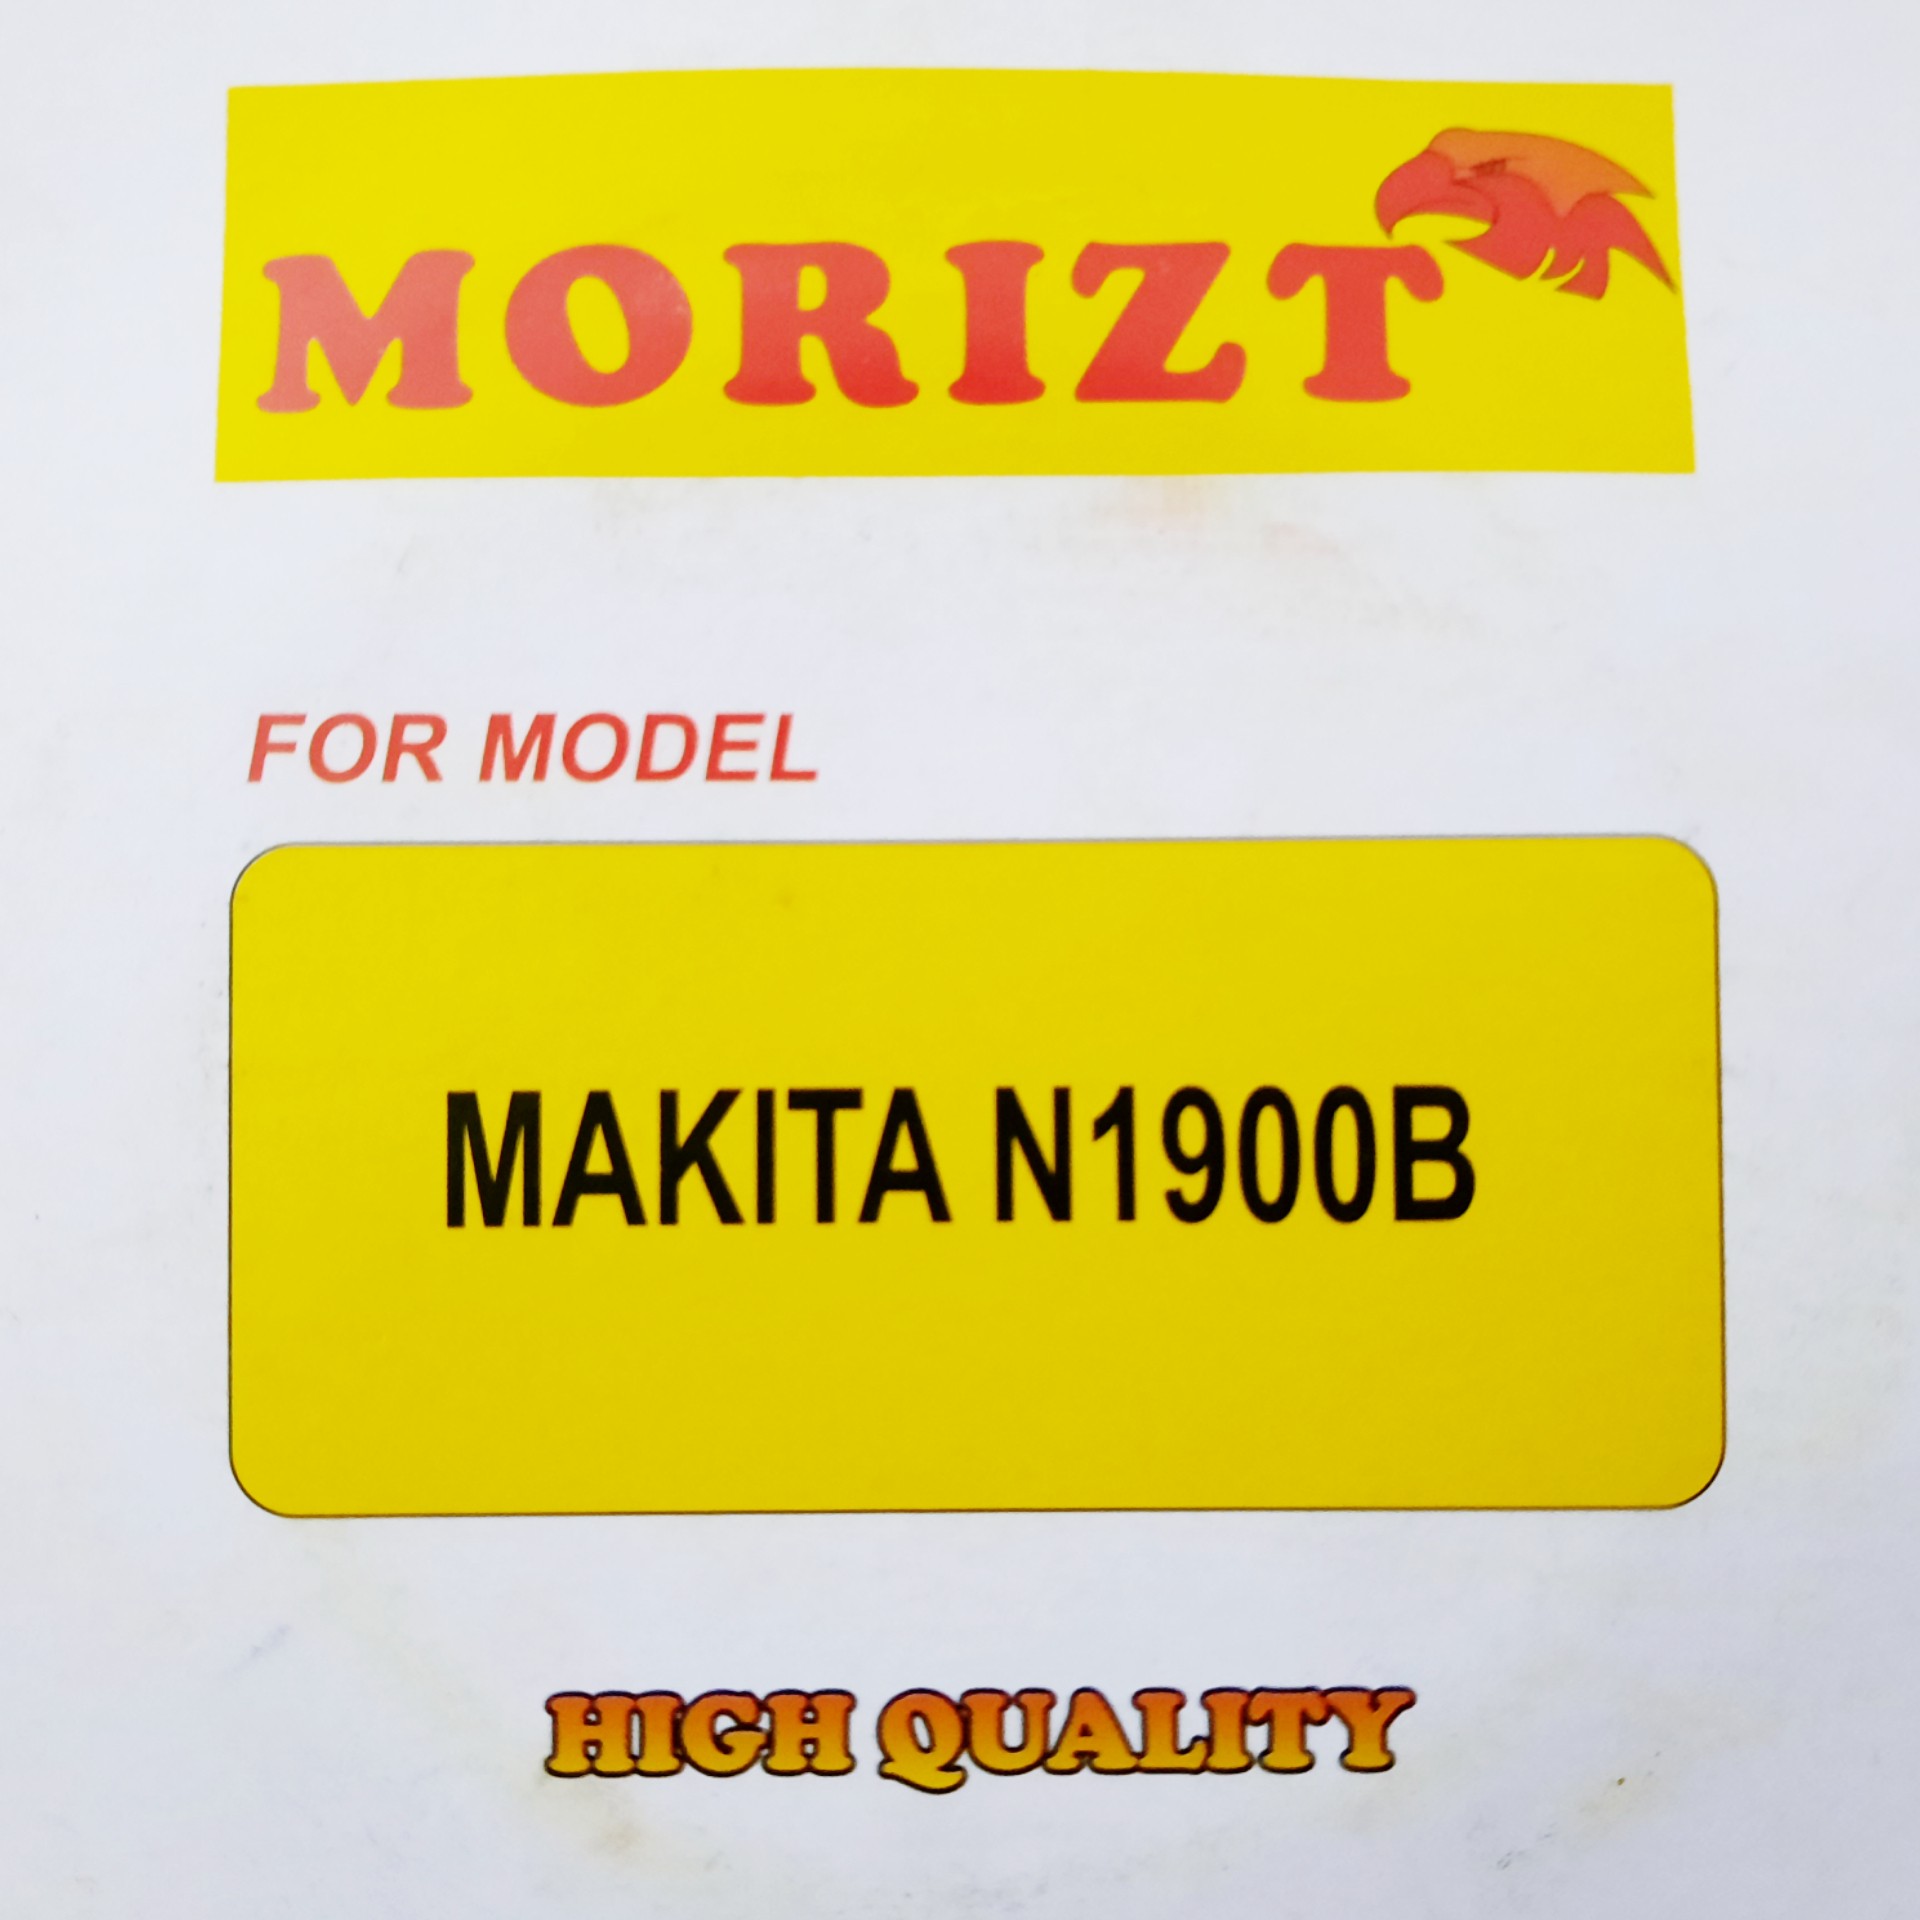 MORIZT
FOR MODEL
MAKITA N1900B
HIGH QUALITY